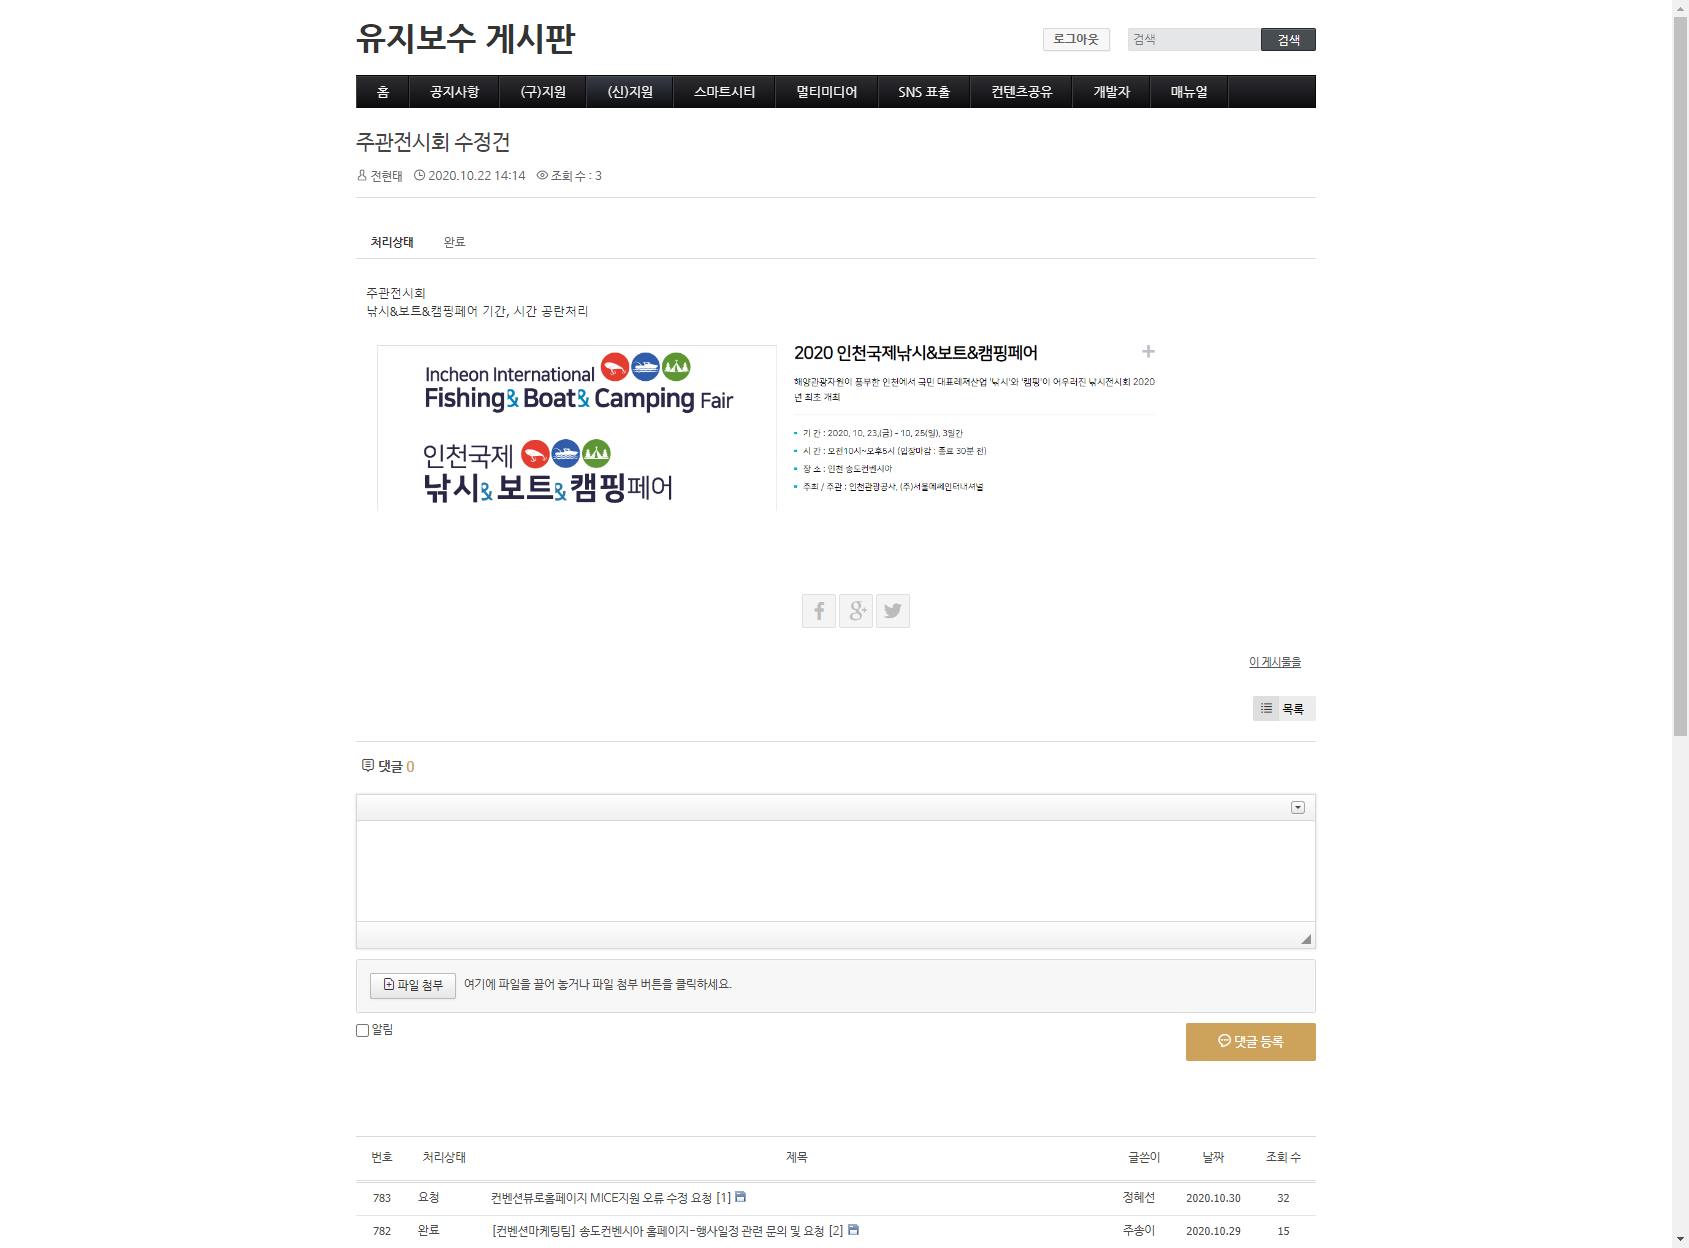 유지보수 게시판
로그아웃
검색
검색
홈 공지사항 (구)지원 (신)지원 스마트시티 멀티미디어 SNS 표출 컨텐츠공유 개발자 매뉴얼
주관전시회 수정건
전현태 2020.10.22 14:14 조회 수 : 3
처리상태 완료
주관전시회
낚시&보트&캠핑페어 기간, 시간 공란처리
Incheon International
Fishing& Boat& Camping Fair
인천국제
낚시&보트&캠핑페어
2020 인천국제낚시&보트&캠핑페어
해양관광자원이 풍부한 인천에서 국민 대표레져산업 '낚시'와 '캠핑'이 어우러진 낚시전시회 2020
년 최초 개최
기 간 : 2020. 10. 23.(금) - 10. 25(일), 3일간
시 간 : 오전10시~오후5시 (입장마감 : 종료 30분 전)
장 소 : 인천 송도컨벤시아
주최 / 주관 : 인천관광공사, (주)서울메쎄인터내셔널
이 게시물을
목록
댓글 0
파일 첨부 여기에 파일을 끌어 놓거나 파일 첨부 버튼을 클릭하세요.
알림
댓글 등록
번호 처리상태 제목 글쓴이 날짜 조회 수
783 요청 컨벤션뷰로홈페이지 MICE지원 오류 수정 요청 [1] 정혜선 2020.10.30 32
782 완료 [컨벤션마케팅팀] 송도컨벤시아 홈페이지-행사일정 관련 문의 및 요청 [2] 주송이 2020.10.29 15